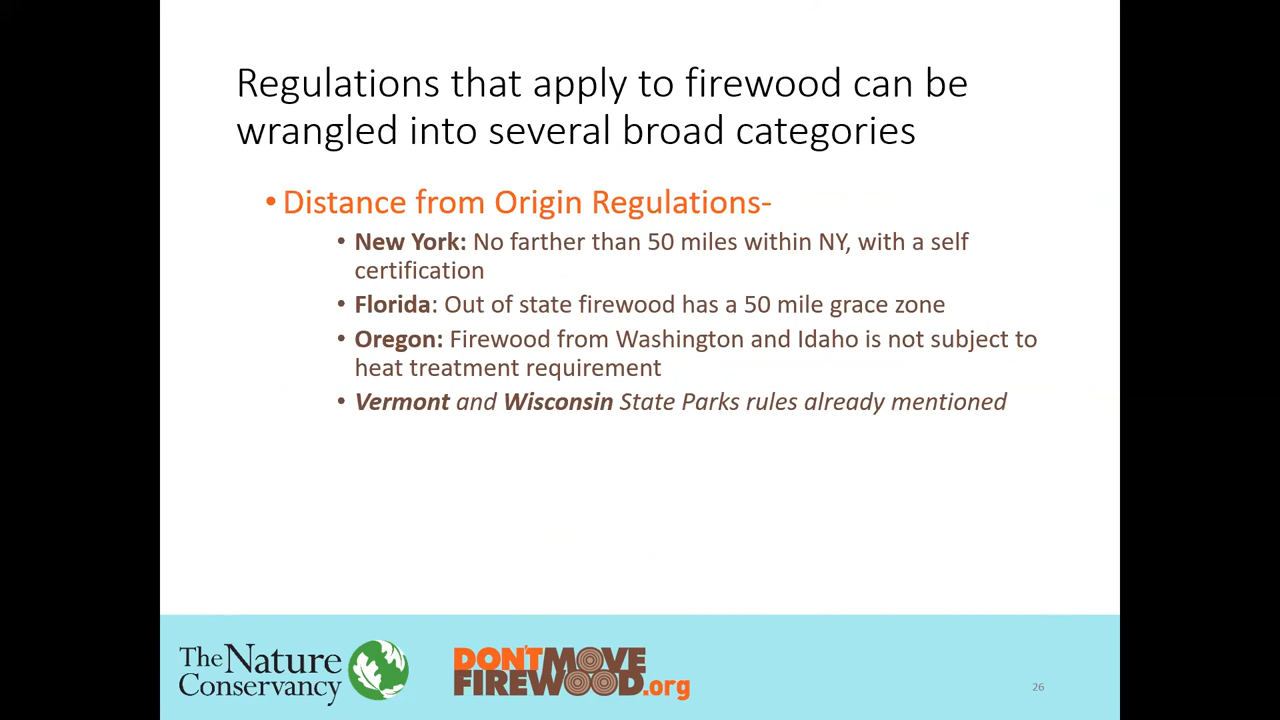 Regulations that apply to firewood can be
wrangled into several broad categories
• Distance from Origin Regulations-
• New York: No farther than 50 miles within NY, with a self
certification
• Florida: Out of state firewood has a 50 mile grace zone
• Oregon: Firewood from Washington and Idaho is not subject to
heat treatment requirement
• Vermont and Wisconsin State Parks rules already mentioned
The Nature
Conservancy
DON'T MOVE
FIREWOOD.org
26